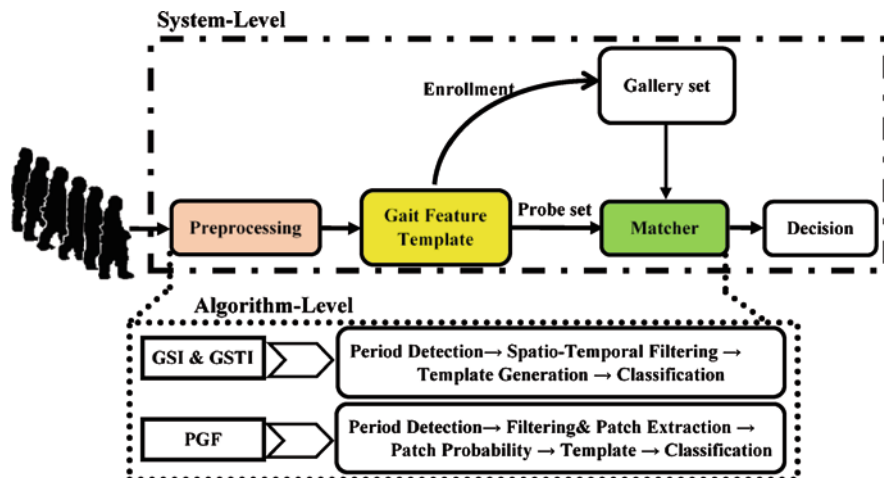 System-Level
Enrollment
Gallery set
Preprocessing
Gait Feature
Template
Probe set
Matcher
Decision
Algorithm-Level
GSI & GSTI
Period Detection→ Spatio-Temporal Filtering →
Template Generation → Classification
PGF
Period Detection→ Filtering& Patch Extraction →
Patch Probability → Template → Classification